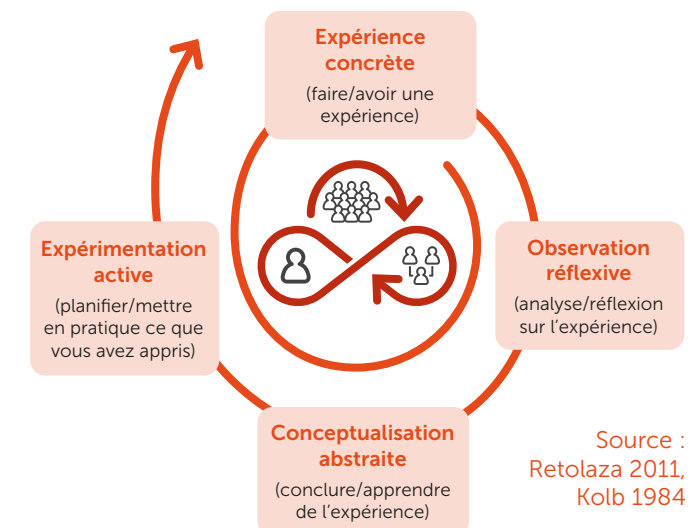 Expérience
concrète
(faire/avoir une
expérience)
Expérimentation
active
(planifier/mettre
en pratique ce que
vous avez appris)
Observation
réflexive
(analyse/réflexion
sur l'expérience)
Conceptualisation
abstraite
(conclure/apprendre
de l'expérience)
Source :
Retolaza 2011,
Kolb 1984